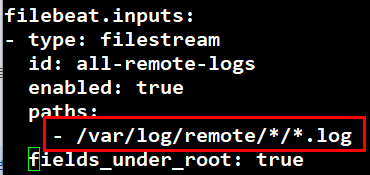 filebeat.inputs:
- type: filestream
  id: all-remote-logs
  enabled: true
  paths:
    - /var/log/remote/*/*.log
  fields_under_root: true